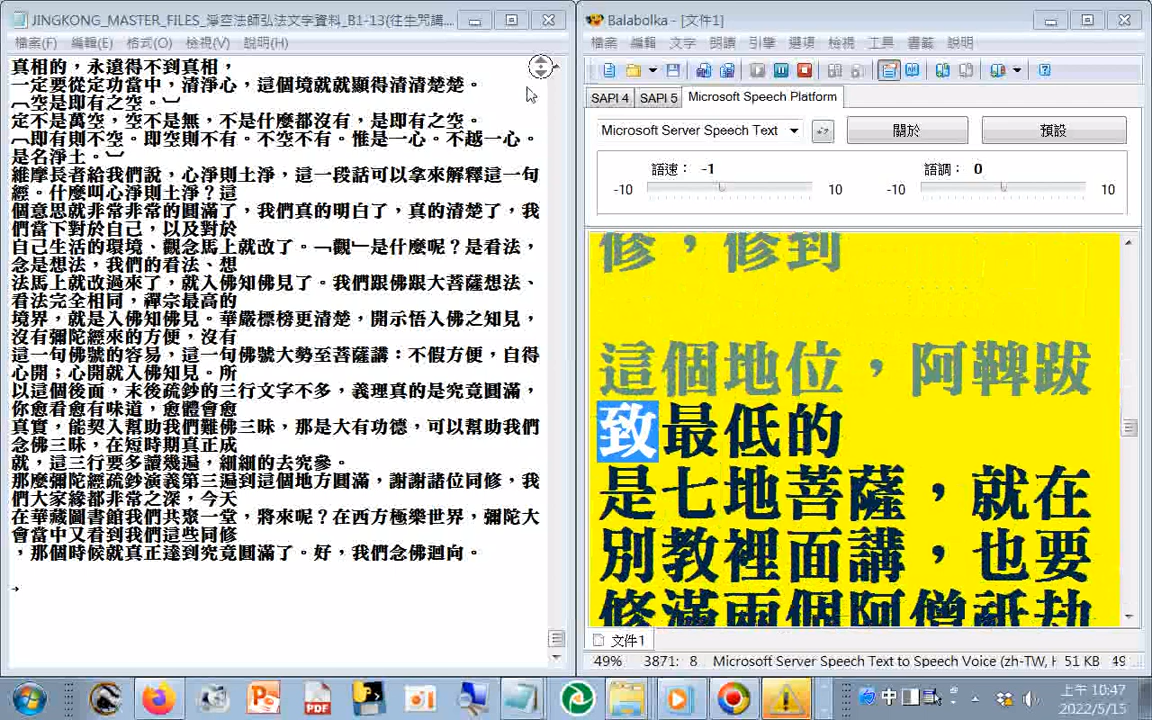 JINGKONG_MASTER_FILES_淨空法師弘法文字資料_B1-13(往生咒講...
檔案(F) 編輯(E) 格式(O) 檢視(V) 說明(H)
真相的，永遠得不到真相，
一定要從定功當中，清淨心，這個境就就顯得清清楚楚。
︹空是即有之空。︺
定不是萬空，空不是無，不是什麼都沒有，是即有之空。
︹即有則不空。即空則不有。不空不有。惟是一心。不越一心。
是名淨土。︺
維摩長者給我們說，心淨則土淨，這一段話可以拿來解釋這一句
經。什麼叫心淨則土淨？這
個意思就非常非常的圓滿了，我們真的明白了，真的清楚了，我
們當下對於自己，以及對於
自己生活的環境、觀念馬上就改了。﹁觀﹂是什麼呢？是看法，
念是想法，我們的看法、想
法馬上就改過來了，就入佛知佛見了。我們跟佛跟大菩薩想法、
看法完全相同，禪宗最高的
境界，就是入佛知佛見。華嚴標榜更清楚，開示悟入佛之知見，
沒有彌陀經來的方便，沒有
這一句佛號的容易，這一句佛號大勢至菩薩講：不假方便，自得
心開；心開就入佛知見。所
以這個後面，末後疏鈔的三行文字不多，義理真的是究竟圓滿，
你愈看愈有味道，愈體會愈
真實，能契入幫助我們難佛三昧，那是大有功德，可以幫助我們
念佛三昧，在短時期真正成
就，這三行要多讀幾遍，細細的去究參。
那麼彌陀經疏鈔演義第三遍到這個地方圓滿，謝謝諸位同修，我
們大家緣都非常之深，今天
在華藏圖書館我們共聚一堂，將來呢？在西方極樂世界，彌陀大
會當中又看到我們這些同修
，那個時候就真正達到究竟圓滿了。好，我們念佛迴向。
Balabolka - [文件1]
檔案 編輯 文字 朗讀 引擎 選項 檢視 工具 書籤 說明
SAPI 4 SAPI 5 Microsoft Speech Platform
Microsoft Server Speech Text 關於 預設
語速： -1 語調： 0
-10 10 -10 10
修，修到
這個地位，阿鞞跋
致最低的
是七地菩薩，就在
別教裡面講，也要
修滿兩個阿僧祇劫
文件1
49% 3871: 8 Microsoff Server Speech Text to Speech Voice (zh-TW, H 51 KB 49
中
上午 10:47
2022/5/15